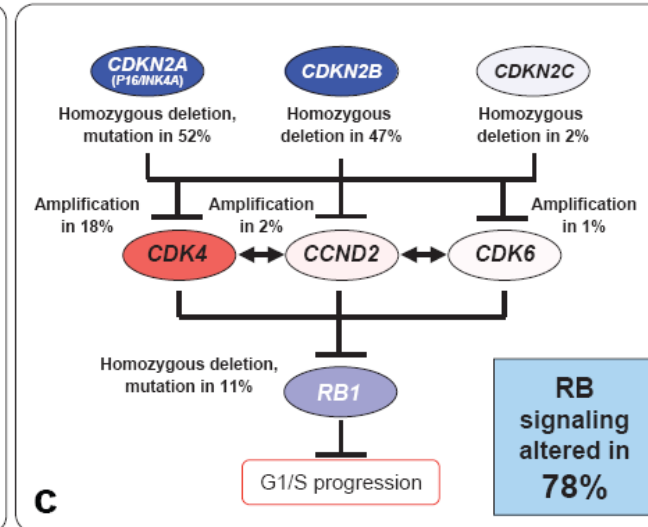 CDKN2A
(P16/INK4A)
CDKN2B
CDKN2C
Homozygous deletion,
mutation in 52%
Homozygous
deletion in 47%
Homozygous
deletion in 2%
Amplification
in 18%
Amplification
in 2%
Amplification
in 1%
CDK4
CCND2
CDK6
Homozygous deletion,
mutation in 11%
RB1
G1/S progression
RB
signaling
altered in
78%
C